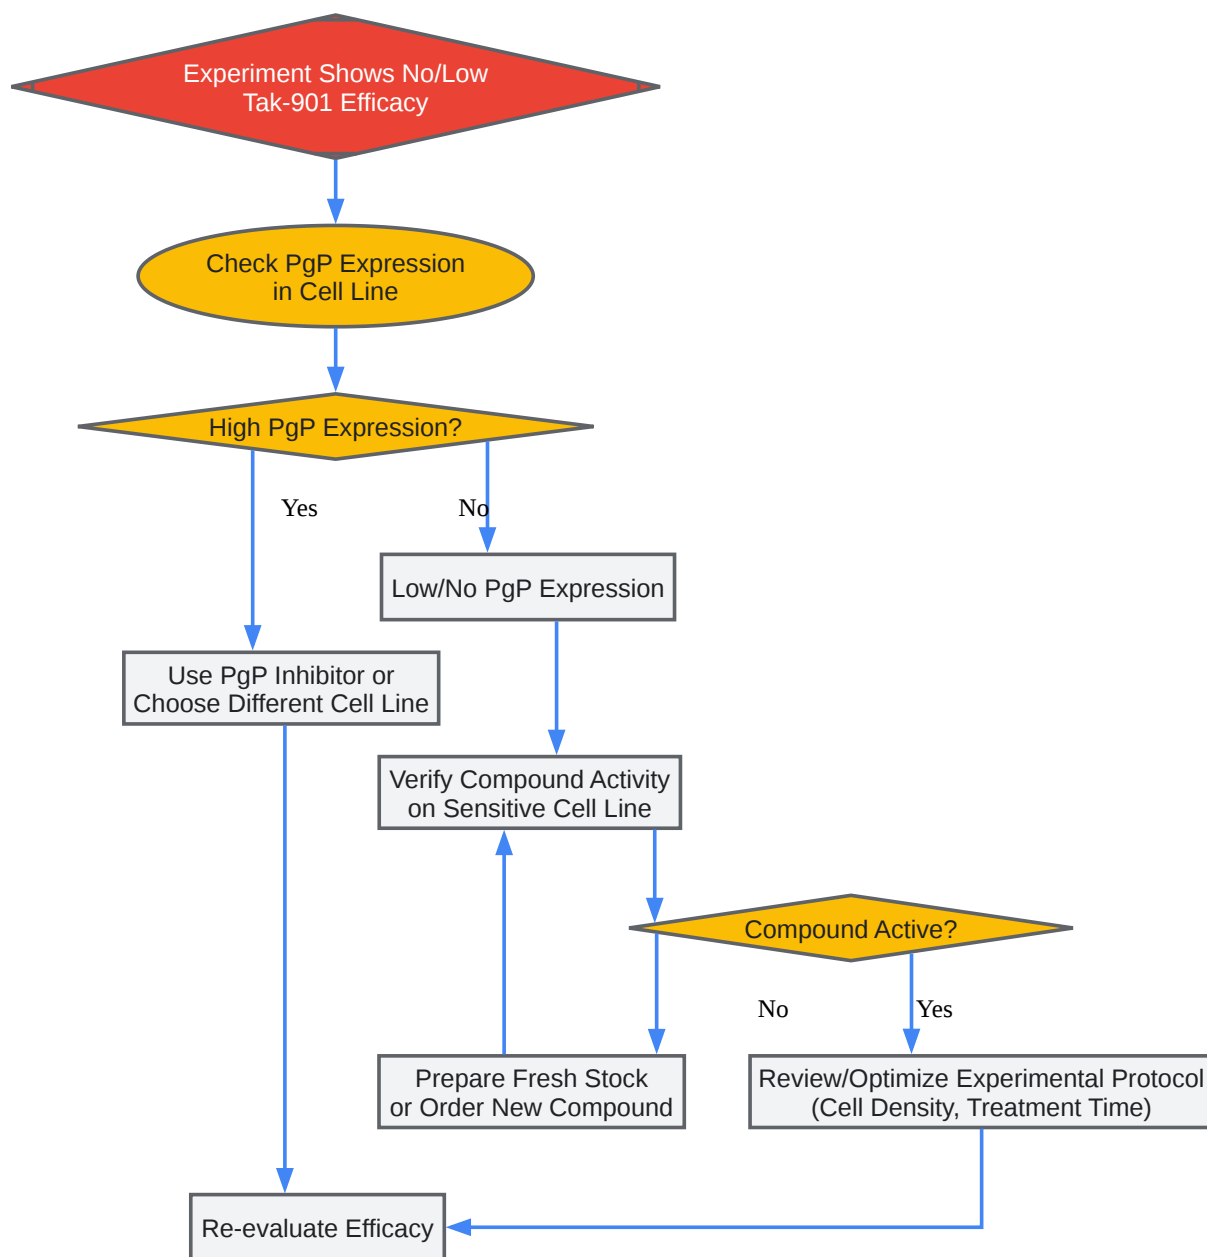 Experiment Shows No/Low
Tak-901 Efficacy
Check PgP Expression
in Cell Line
High PgP Expression?
Yes
No
Low/No PgP Expression
Use PgP Inhibitor or
Choose Different Cell Line
Verify Compound Activity
on Sensitive Cell Line
Compound Active?
No
Yes
Prepare Fresh Stock
or Order New Compound
Review/Optimize Experimental Protocol
(Cell Density, Treatment Time)
Re-evaluate Efficacy